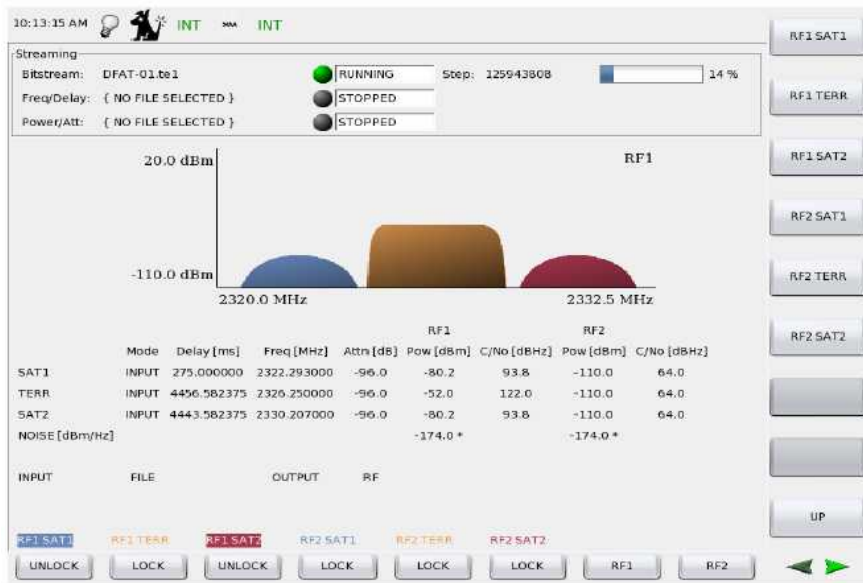 10:13:15 AM INT INT
Streaming
Bitstream: DFAT-01.te1 RUNNING Step: 125943808 14 %
Freq/Delay: { NO FILE SELECTED } STOPPED
Power/Att: { NO FILE SELECTED } STOPPED
20.0 dBm RF1
-110.0 dBm
2320.0 MHz 2332.5 MHz
RF1 RF2
Mode Delay [ms] Freq [MHz] Attn [dB] Pow [dBm] C/No [dBHz] Pow [dBm] C/No [dBHz]
SAT1 INPUT 275.000000 2322.293000 -96.0 -80.2 93.8 -110.0 64.0
TERR INPUT 4456.582375 2326.250000 -96.0 -52.0 122.0 -110.0 64.0
SAT2 INPUT 4443.582375 2330.207000 -96.0 -80.2 93.8 -110.0 64.0
NOISE [dBm/Hz] -174.0 * -174.0 *
INPUT FILE OUTPUT RF
RF1 SAT1 RF1 TERR RF1 SAT2 RF2 SAT1 RF2 TERR RF2 SAT2
UNLOCK LOCK UNLOCK LOCK LOCK LOCK RF1 RF2
RF1 SAT1
RF1 TERR
RF1 SAT2
RF2 SAT1
RF2 TERR
RF2 SAT2
UP